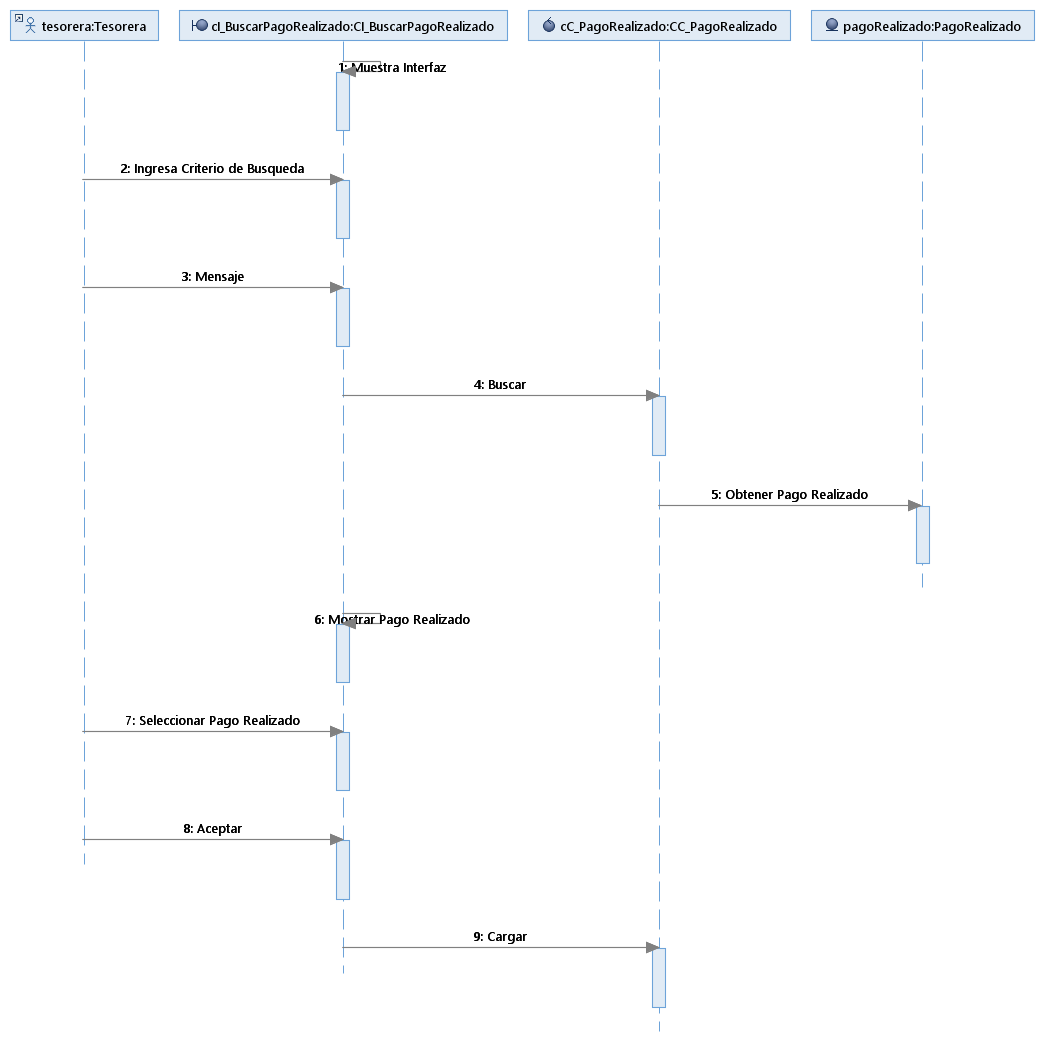 tesorera:Tesorera
cI_BuscarPagoRealizado:CI_BuscarPagoRealizado
cC_PagoRealizado:CC_PagoRealizado
pagoRealizado:PagoRealizado
1: Muestra Interfaz
2: Ingresa Criterio de Busqueda
3: Mensaje
4: Buscar
5: Obtener Pago Realizado
6: Mostrar Pago Realizado
7: Seleccionar Pago Realizado
8: Aceptar
9: Cargar